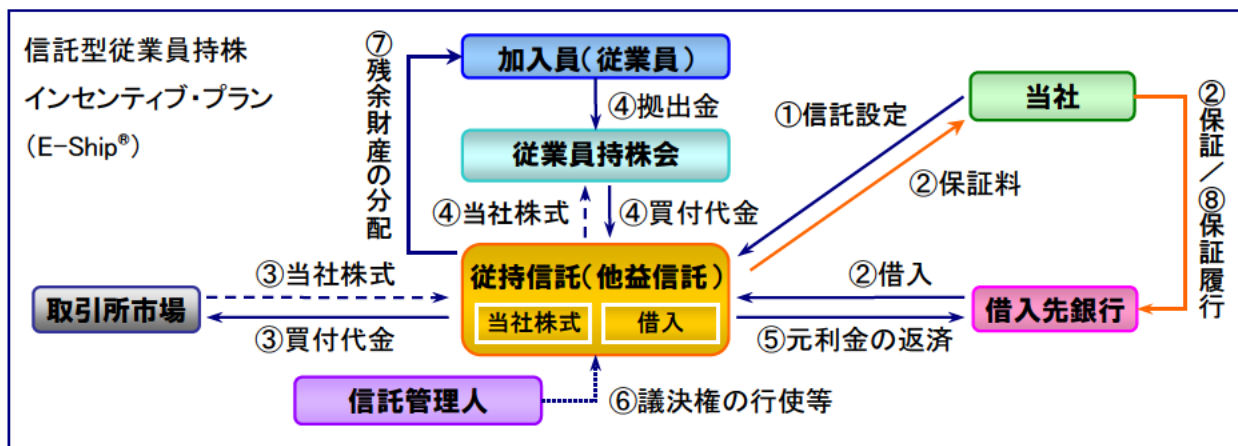 信託型従業員持株
インセンティブ・プラン
（E-Ship®）
⑦残余財産の分配
加入員（従業員）
④拠出金
従業員持株会
④当社株式
④買付代金
①信託設定
②保証料
当社
②保証／⑧保証履行
③当社株式
取引所市場
③買付代金
従持信託（他益信託）
当社株式
借入
②借入
借入先銀行
⑤元利金の返済
信託管理人
⑥議決権の行使等